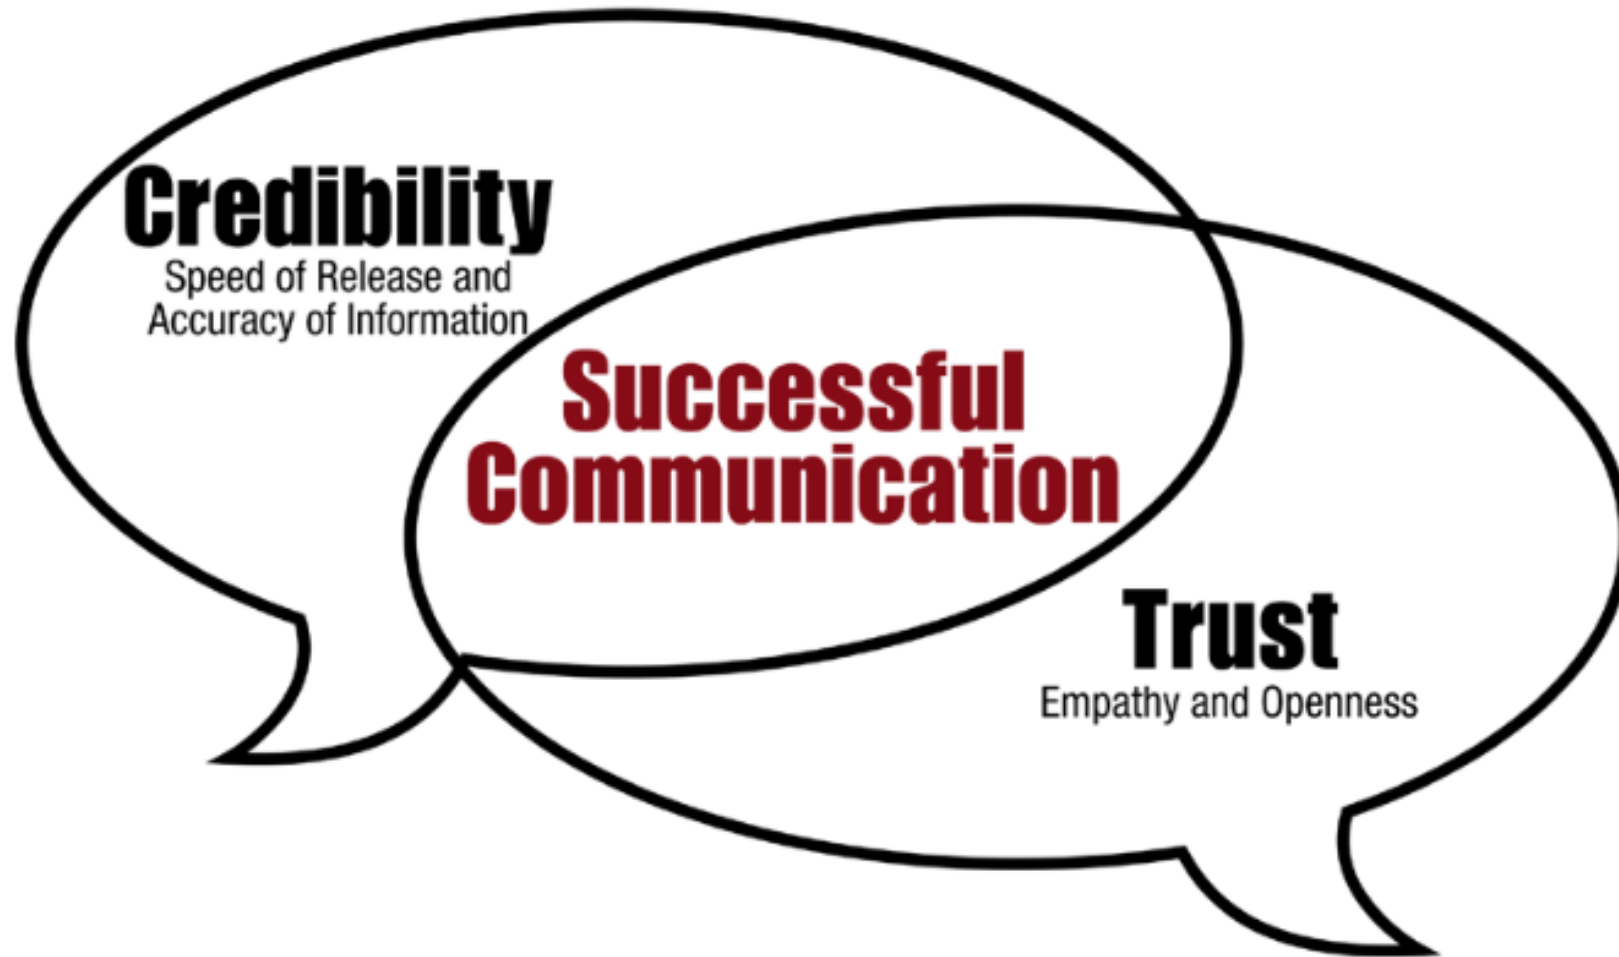 Credibility
Speed of Release and
Accuracy of Information
Successful
Communication
Trust
Empathy and Openness